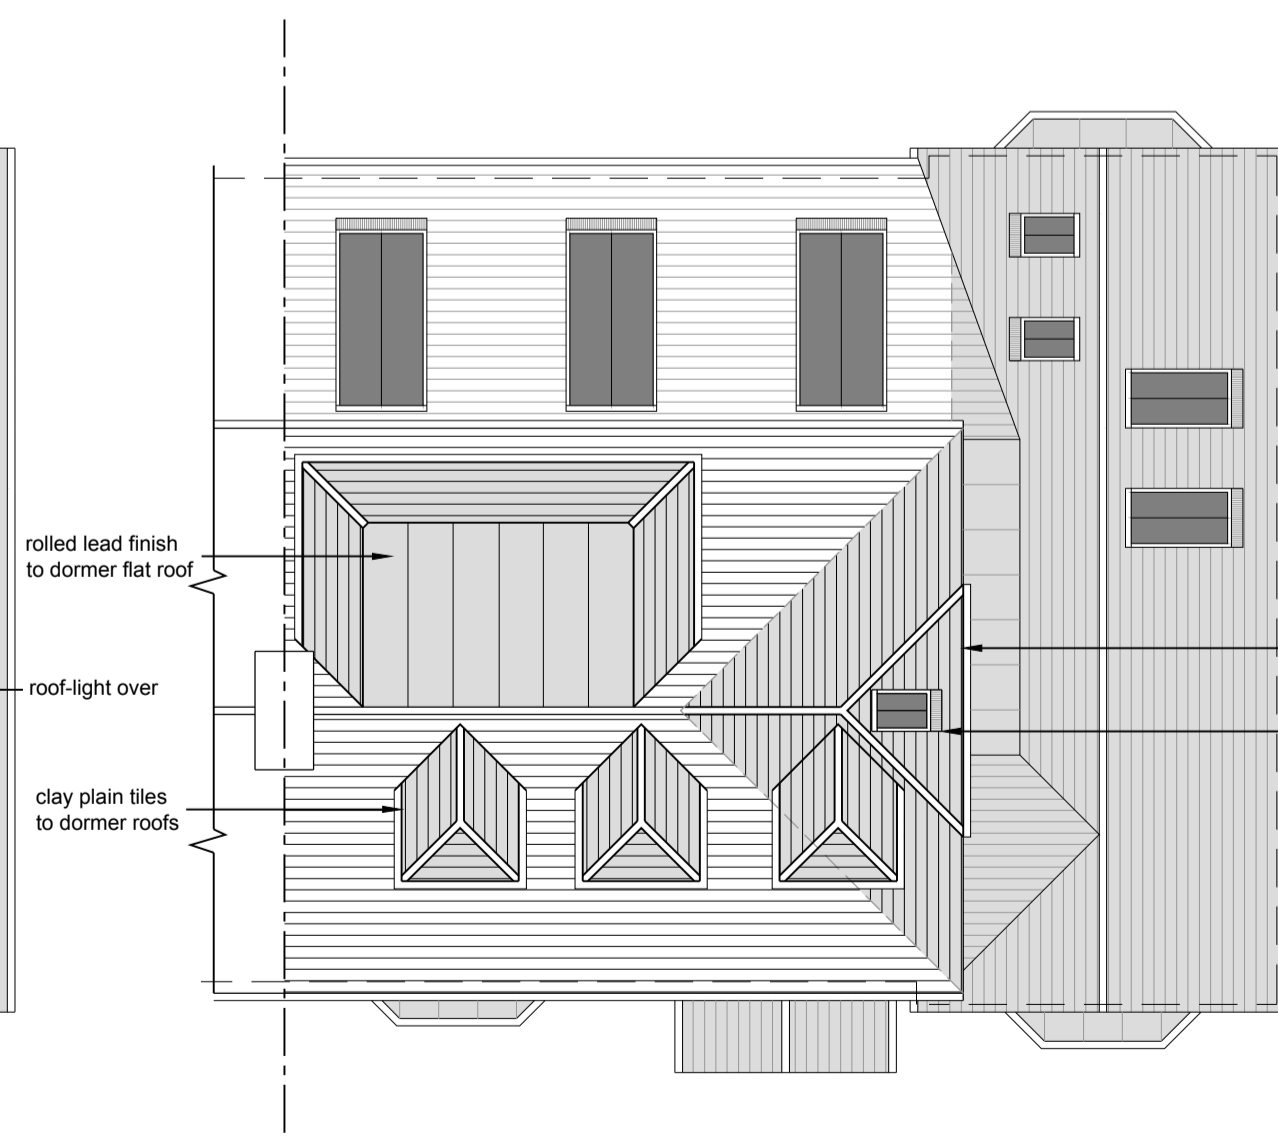 rolled lead finish
to dormer flat roof
roof-light over
clay plain tiles
to dormer roofs